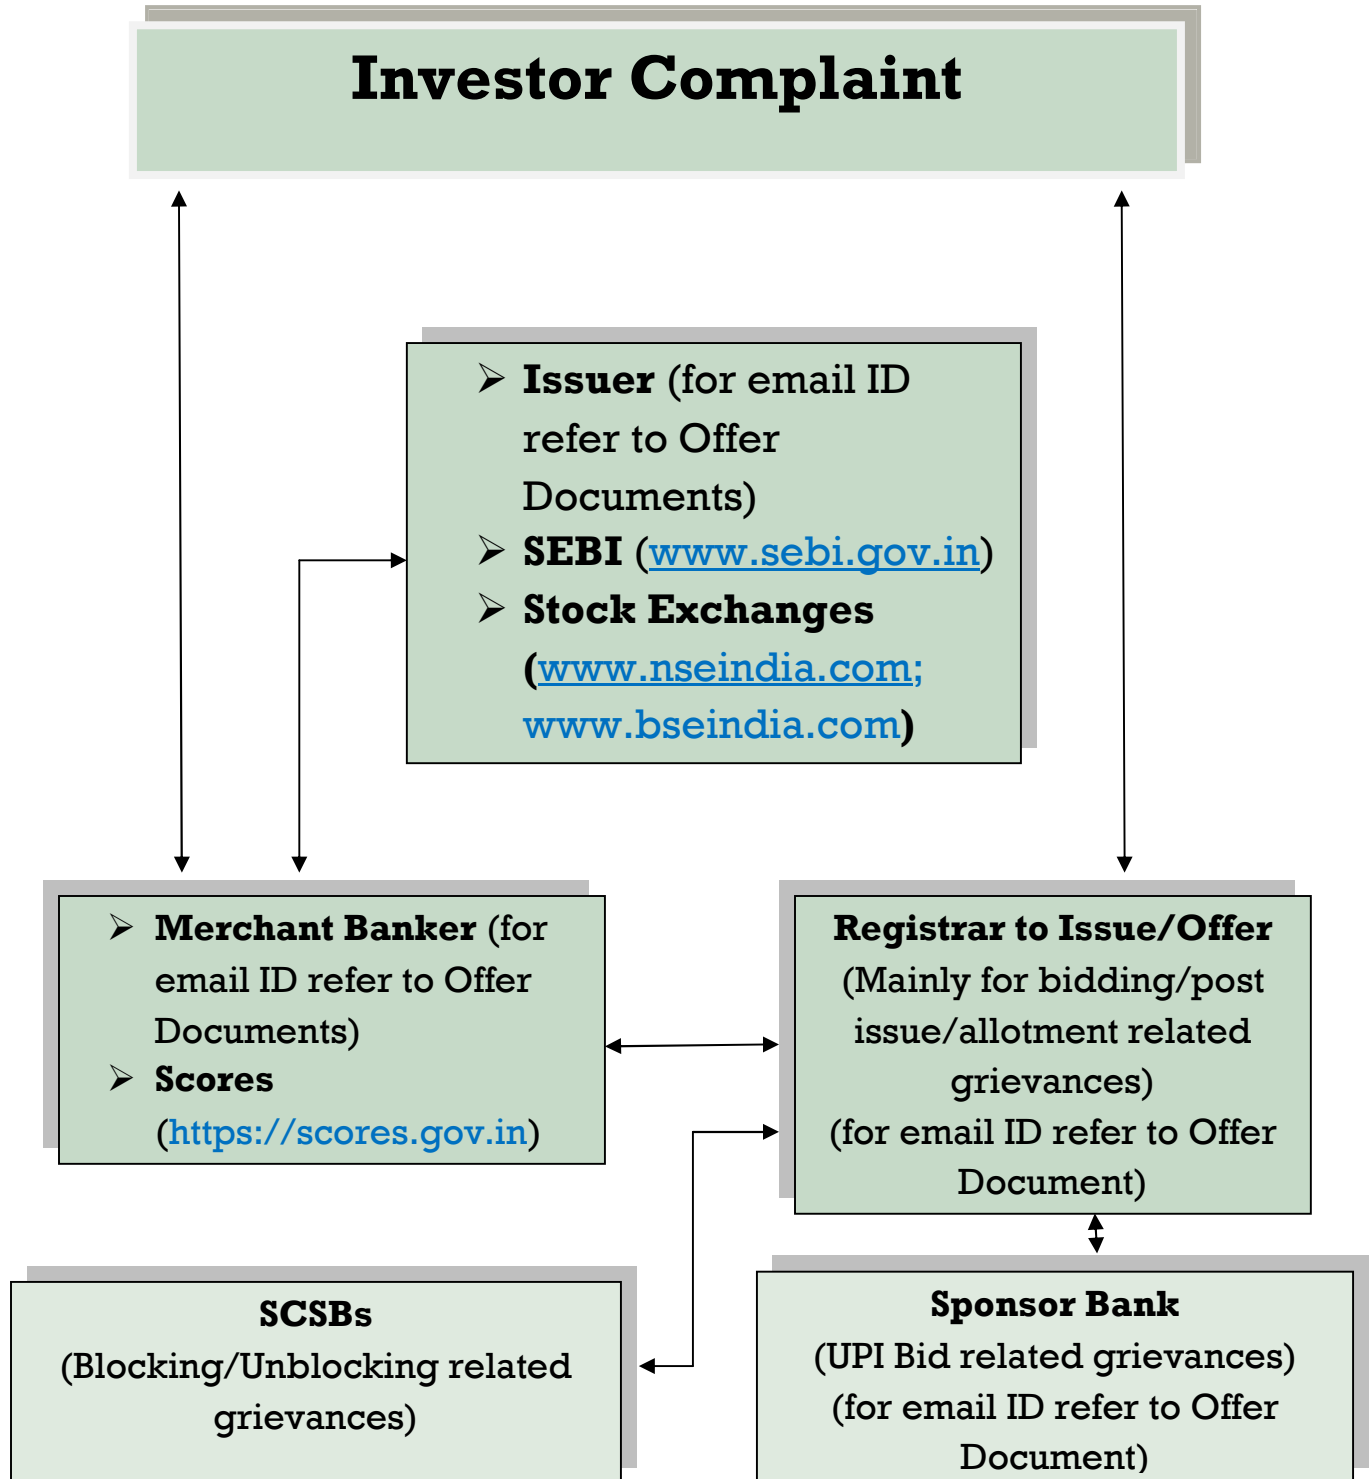 Investor Complaint
➢ Issuer (for email ID
refer to Offer
Documents)
➢ SEBI (www.sebi.gov.in)
➢ Stock Exchanges
(www.nseindia.com;
www.bseindia.com)
➢ Merchant Banker (for
email ID refer to Offer
Documents)
➢ Scores
(https://scores.gov.in)
Registrar to Issue/Offer
(Mainly for bidding/post
issue/allotment related
grievances)
(for email ID refer to Offer
Document)
SCSBs
(Blocking/Unblocking related
grievances)
Sponsor Bank
(UPI Bid related grievances)
(for email ID refer to Offer
Document)